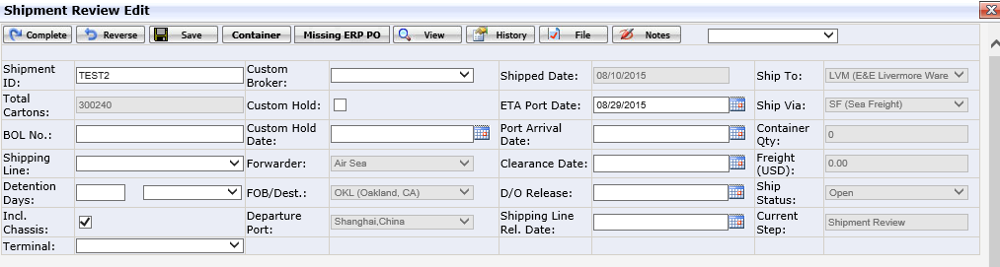 Shipment Review Edit
Complete Reverse Save Container Missing ERP PO View History File Notes
Shipment ID: TEST2 Custom Broker: Shipped Date: 08/10/2015 Ship To: LVM (E&E Livermore Ware
Total Cartons: 300240 Custom Hold: ETA Port Date: 08/29/2015 Ship Via: SF (Sea Freight)
BOL No.: Custom Hold Date: Port Arrival Date: Container Qty: 0
Shipping Line: Forwarder: Air Sea Clearance Date: Freight (USD): 0.00
Detention Days: FOB/Dest.: OKL (Oakland, CA) D/O Release: Ship Status: Open
Incl. Chassis: Departure Port: Shanghai,China Shipping Line Rel. Date: Current Step: Shipment Review
Terminal: